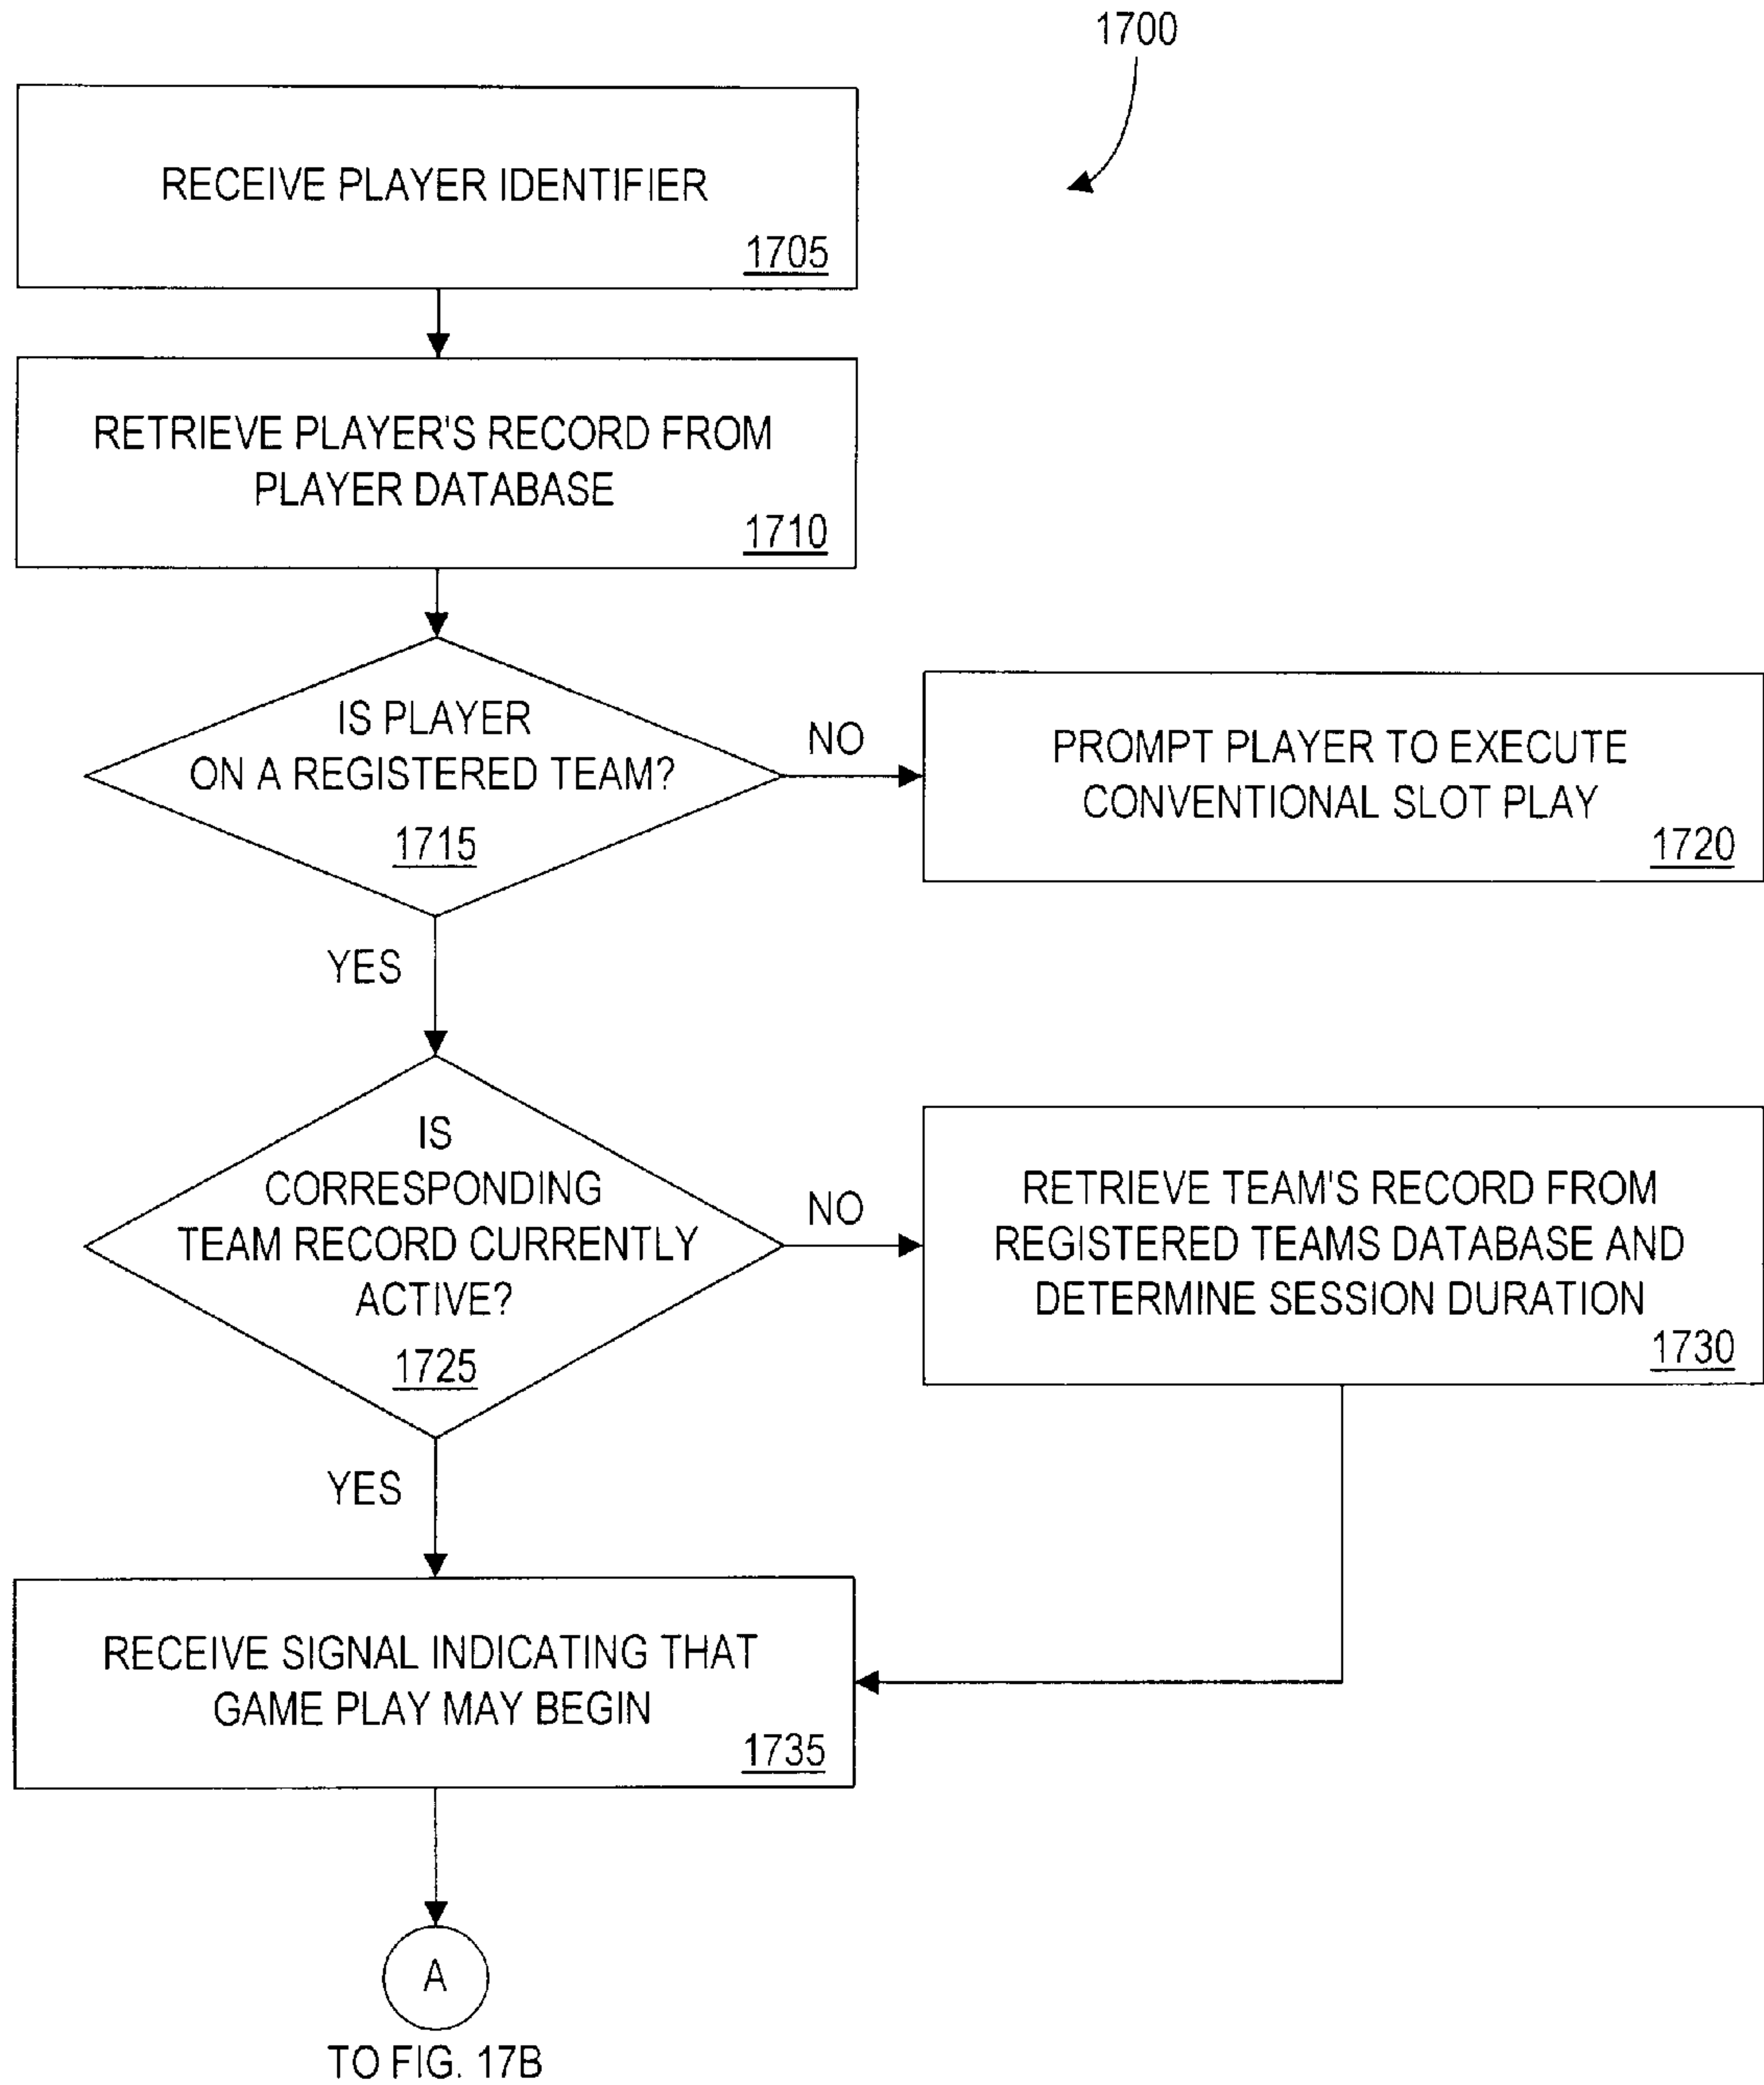 1700
RECEIVE PLAYER IDENTIFIER
1705
RETRIEVE PLAYER'S RECORD FROM
PLAYER DATABASE
1710
IS PLAYER
ON A REGISTERED TEAM?
1715
NO
PROMPT PLAYER TO EXECUTE
CONVENTIONAL SLOT PLAY
1720
YES
IS
CORRESPONDING
TEAM RECORD CURRENTLY
ACTIVE?
1725
NO
RETRIEVE TEAM'S RECORD FROM
REGISTERED TEAMS DATABASE AND
DETERMINE SESSION DURATION
1730
YES
RECEIVE SIGNAL INDICATING THAT
GAME PLAY MAY BEGIN
1735
A
TO FIG. 17B